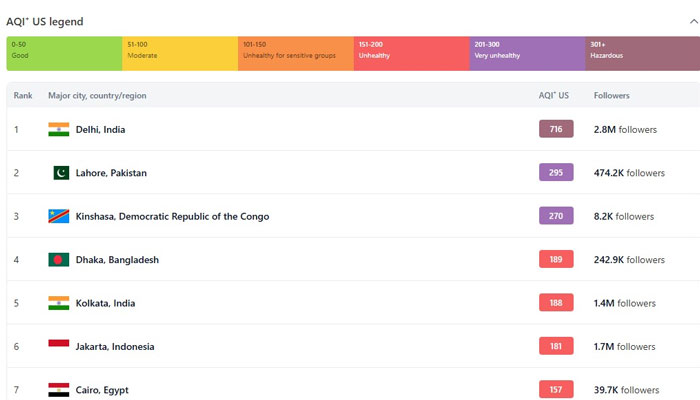 AQI⁺ US legend
0-50 51-100 101-150 151-200 201-300 301+
Good Moderate Unhealthy for sensitive groups Unhealthy Very unhealthy Hazardous
Rank Major city, country/region AQI⁺ US Followers
1 Delhi, India 716 2.8M followers
2 Lahore, Pakistan 295 474.2K followers
3 Kinshasa, Democratic Republic of the Congo 270 8.2K followers
4 Dhaka, Bangladesh 189 242.9K followers
5 Kolkata, India 188 1.4M followers
6 Jakarta, Indonesia 181 1.7M followers
7 Cairo, Egypt 157 39.7K followers